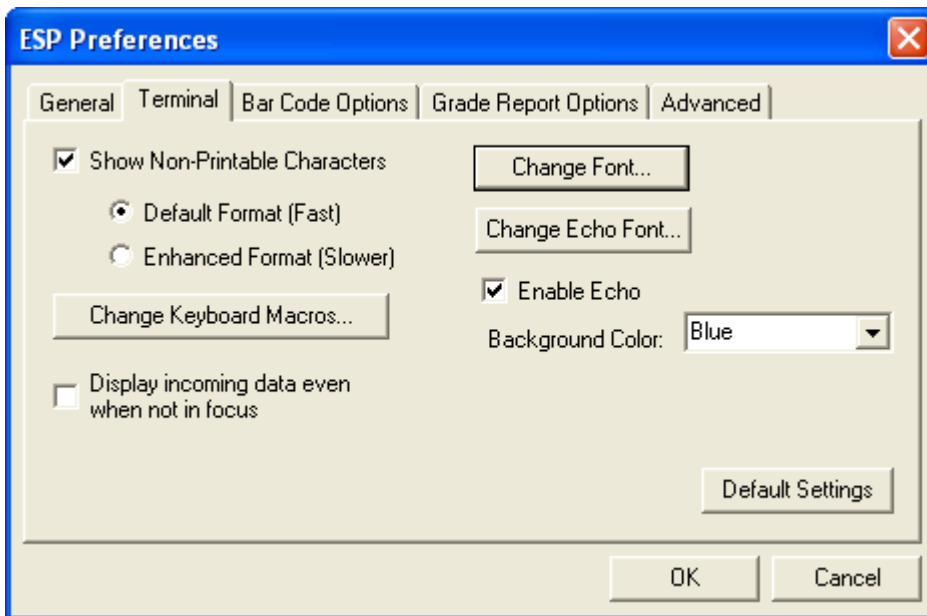 ESP Preferences
General
Terminal
Bar Code Options
Grade Report Options
Advanced
Show Non-Printable Characters
Default Format (Fast)
Enhanced Format (Slower)
Change Keyboard Macros...
Display incoming data even
when not in focus
Change Font...
Change Echo Font...
Enable Echo
Background Color:
Blue
Default Settings
OK
Cancel